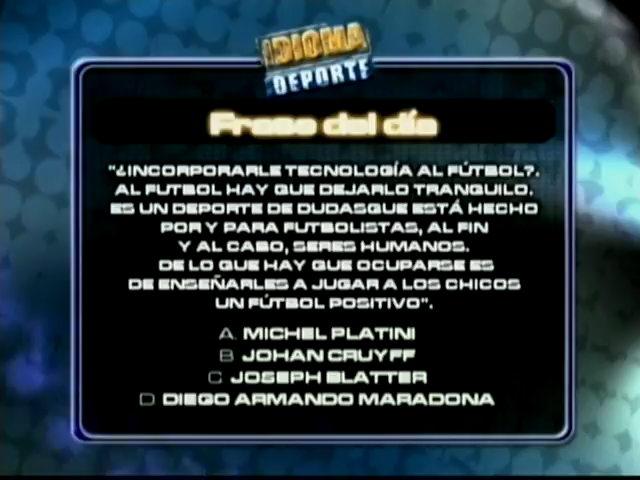 IDIOMA
DEPORTE
Frase del día
"¿INCORPORARLE TECNOLOGÍA AL FÚTBOL?.
AL FUTBOL HAY QUE DEJARLO TRANQUILO.
ES UN DEPORTE DE DUDASQUE ESTÁ HECHO
POR Y PARA FUTBOLISTAS, AL FIN
Y AL CABO, SERES HUMANOS.
DE LO QUE HAY QUE OCUPARSE ES
DE ENSEÑARLES A JUGAR A LOS CHICOS
UN FÚTBOL POSITIVO".
A. MICHEL PLATINI
B JOHAN CRUYFF
C JOSEPH BLATTER
D DIEGO ARMANDO MARADONA